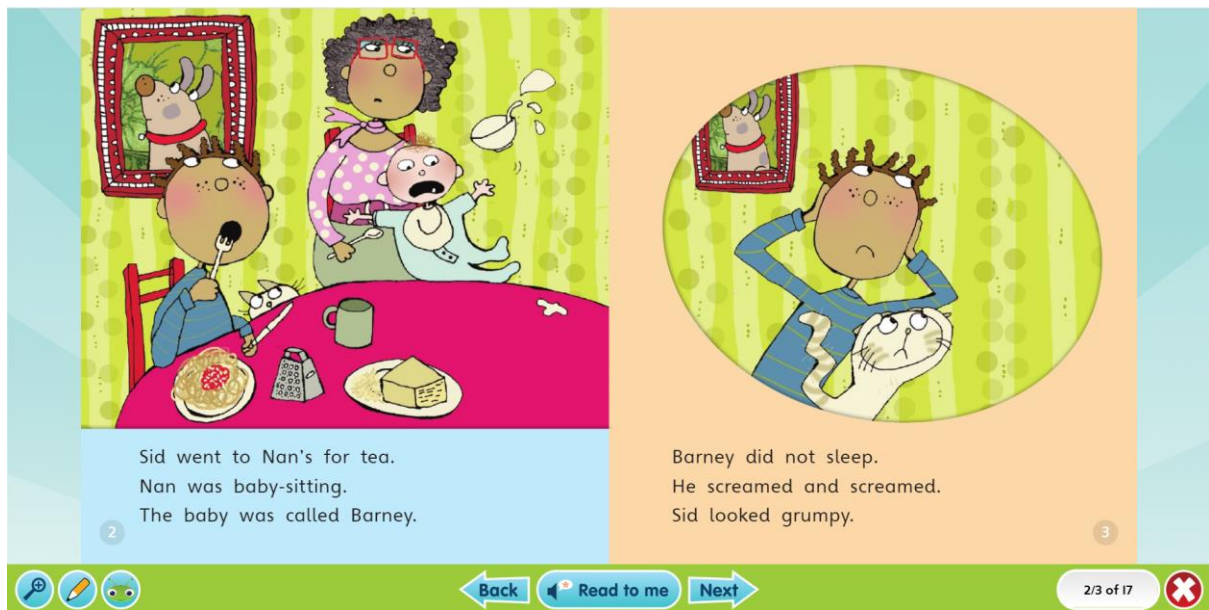 Sid went to Nan's for tea.
Nan was baby-sitting.
The baby was called Barney.
2
Barney did not sleep.
He screamed and screamed.
Sid looked grumpy.
3
Back
Read to me
Next
2/3 of 17